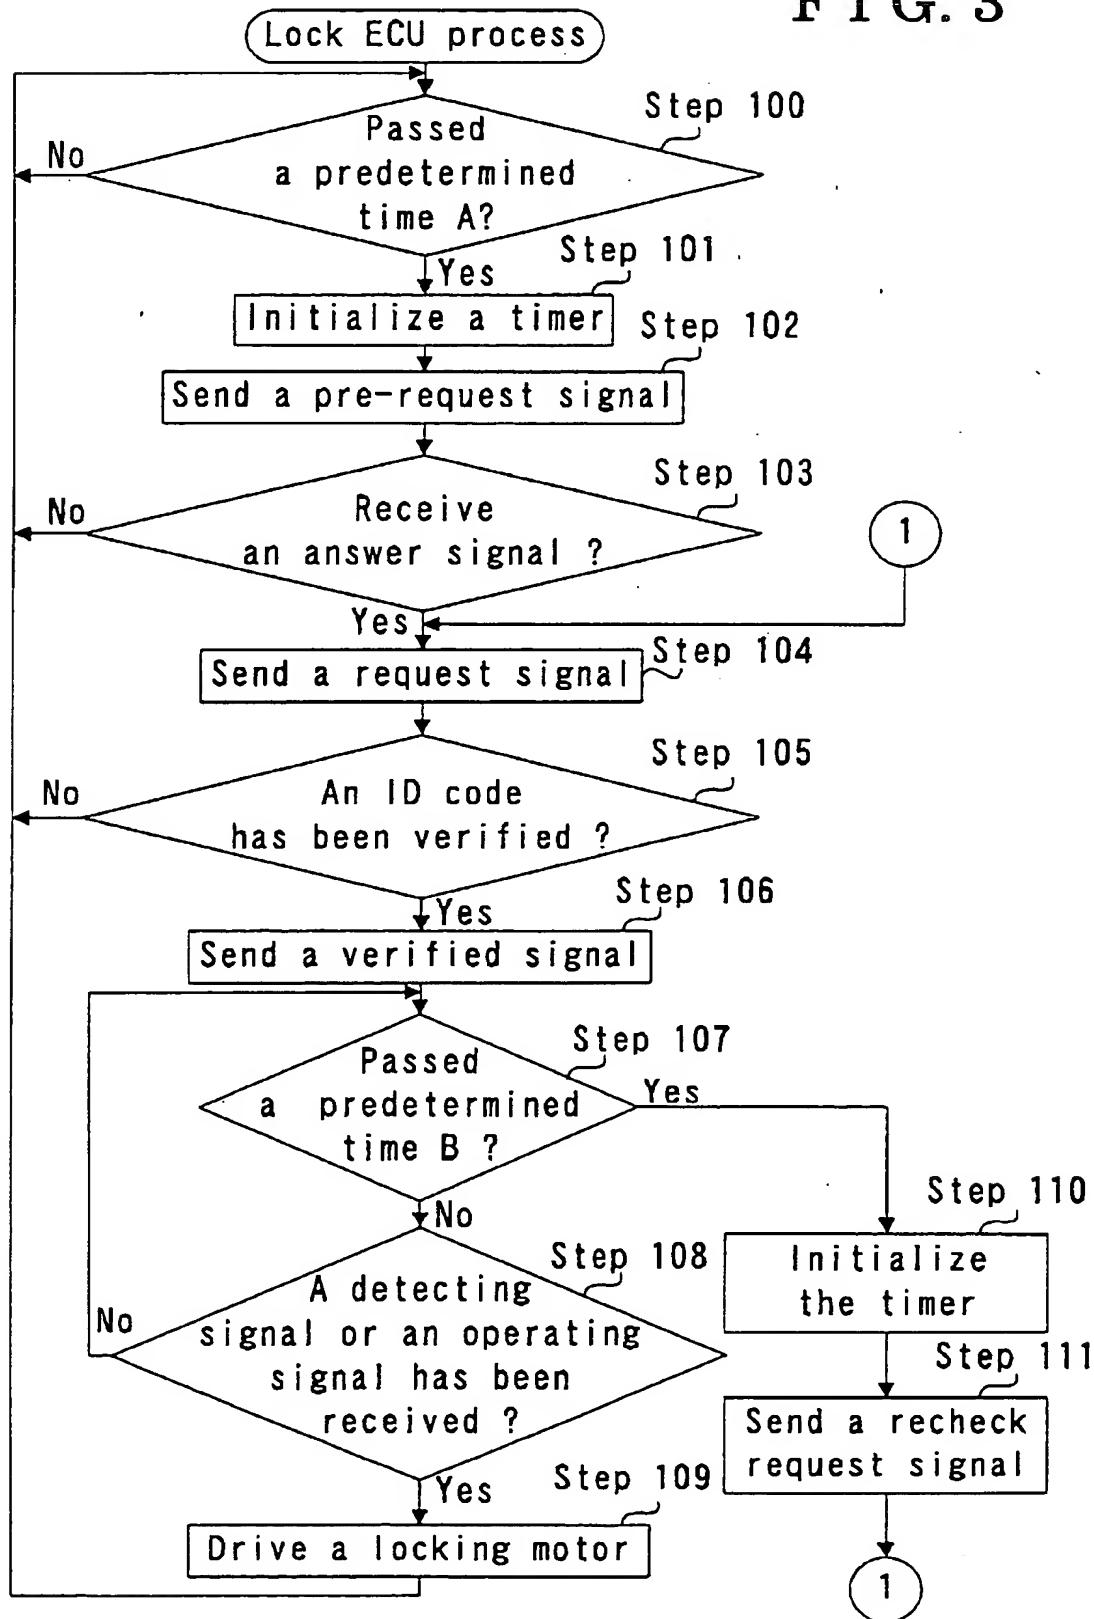 FIG. 3
Lock ECU process
Step 100
Passed
a predetermined
time A?
No
Yes
Step 101
Initialize a timer
Step 102
Send a pre-request signal
Step 103
Receive
an answer signal ?
No
1
Yes
Step 104
Send a request signal
Step 105
An ID code
has been verified ?
No
Yes
Step 106
Send a verified signal
Step 107
Passed
a predetermined
time B ?
Yes
No
Step 110
Initialize
the timer
Step 108
A detecting
signal or an operating
signal has been
received ?
No
Step 111
Send a recheck
request signal
Yes
Step 109
Drive a locking motor
1